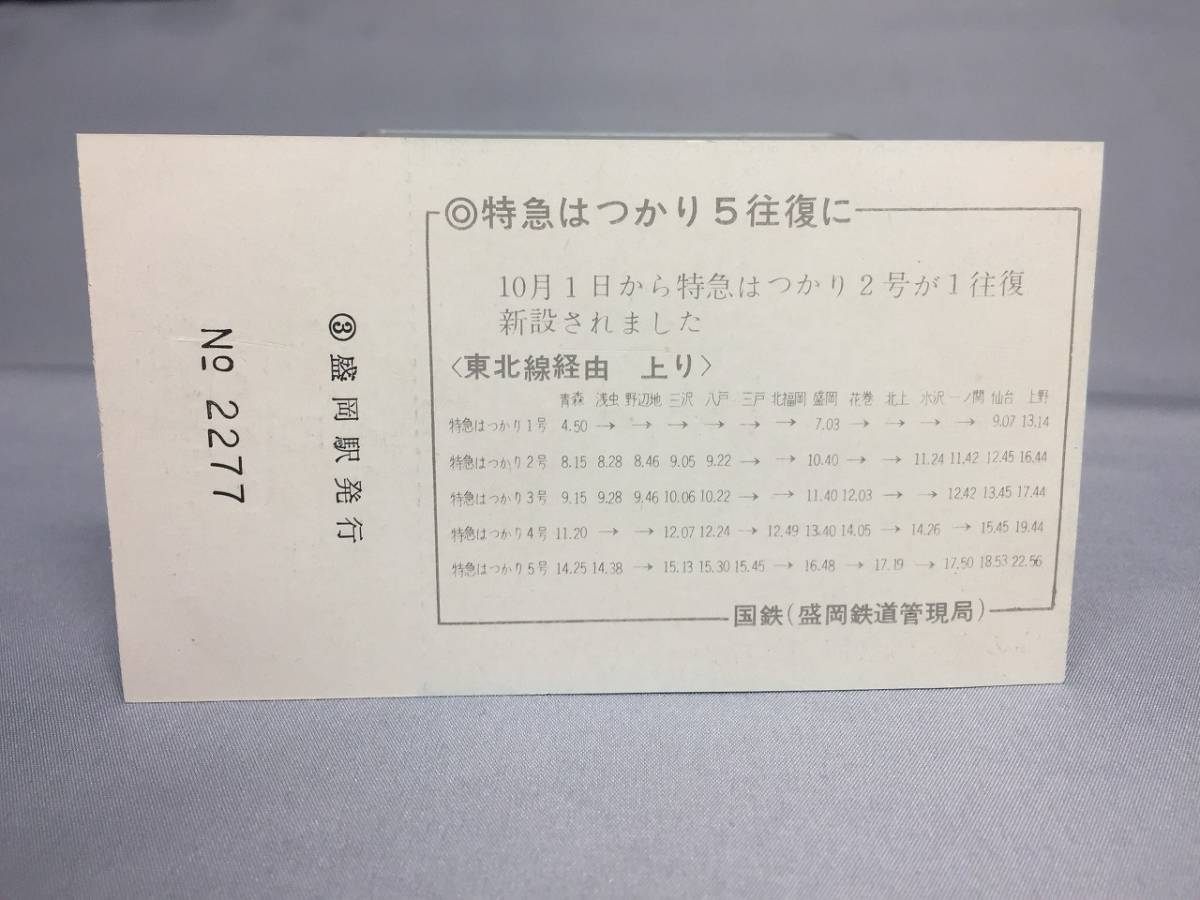 ◎特急はつかり5往復に
10月1日から特急はつかり2号が1往復
新設されました
〈東北線経由 上り〉
青森 浅虫 野辺地 三沢 八戸 三戸 北福岡 盛岡 花巻 北上 水沢 一ノ関 仙台 上野
特急はつかり1号 4.50 → → → → → → 7.03 → → → → 9.07 13.14
特急はつかり2号 8.15 8.28 8.46 9.05 9.22 → → 10.40 → → 11.24 11.42 12.45 16.44
特急はつかり3号 9.15 9.28 9.46 10.06 10.22 → → 11.40 12.03 → → 12.42 13.45 17.44
特急はつかり4号 11.20 → → 12.07 12.24 → 12.49 13.40 14.05 → 14.26 → 15.45 19.44
特急はつかり5号 14.25 14.38 → 15.13 15.30 15.45 → 16.48 → 17.19 → 17.50 18.53 22.56
国鉄(盛岡鉄道管現局)
③盛岡駅発行
№ 2277